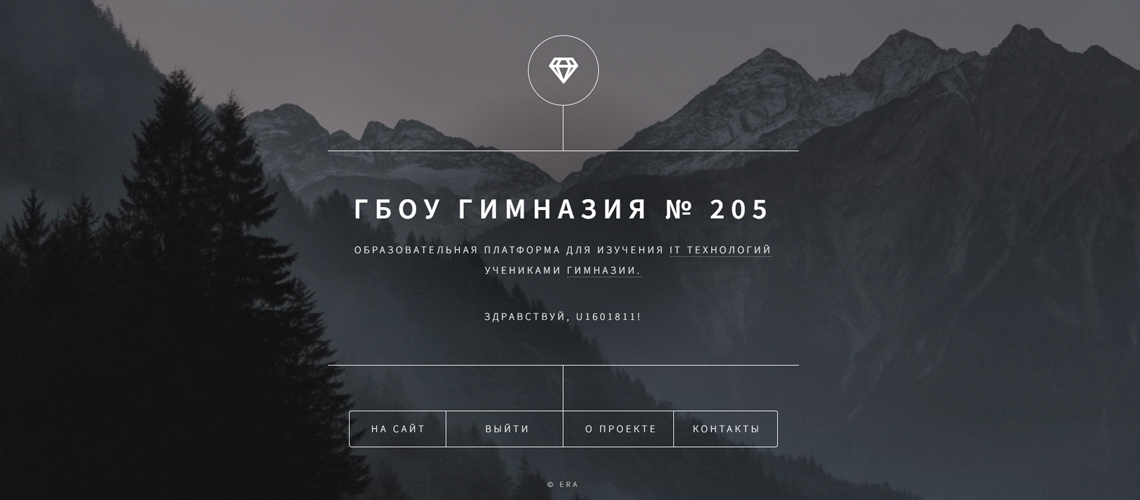 ГБОУ ГИМНАЗИЯ № 205
ОБРАЗОВАТЕЛЬНАЯ ПЛАТФОРМА ДЛЯ ИЗУЧЕНИЯ IT ТЕХНОЛОГИЙ
УЧЕНИКАМИ ГИМНАЗИИ.
ЗДРАВСТВУЙ, U1601811!
НА САЙТ
ВЫЙТИ
О ПРОЕКТЕ
КОНТАКТЫ
© ERA